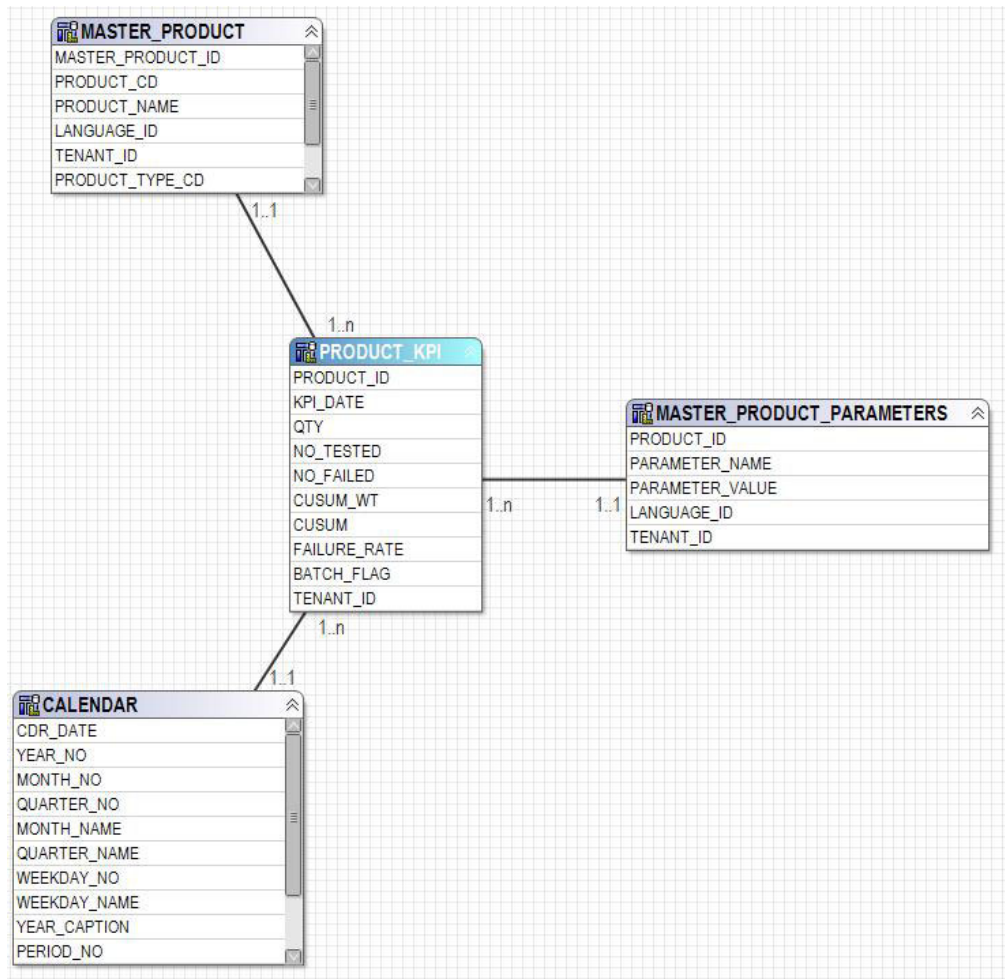 MASTER_PRODUCT
MASTER_PRODUCT_ID
PRODUCT_CD
PRODUCT_NAME
LANGUAGE_ID
TENANT_ID
PRODUCT_TYPE_CD
1..1
1..n
PRODUCT_KPI
PRODUCT_ID
KPI_DATE
QTY
NO_TESTED
NO_FAILED
CUSUM_WT
CUSUM
FAILURE_RATE
BATCH_FLAG
TENANT_ID
1..n
1..1
MASTER_PRODUCT_PARAMETERS
PRODUCT_ID
PARAMETER_NAME
PARAMETER_VALUE
LANGUAGE_ID
TENANT_ID
1..n
1..1
CALENDAR
CDR_DATE
YEAR_NO
MONTH_NO
QUARTER_NO
MONTH_NAME
QUARTER_NAME
WEEKDAY_NO
WEEKDAY_NAME
YEAR_CAPTION
PERIOD_NO